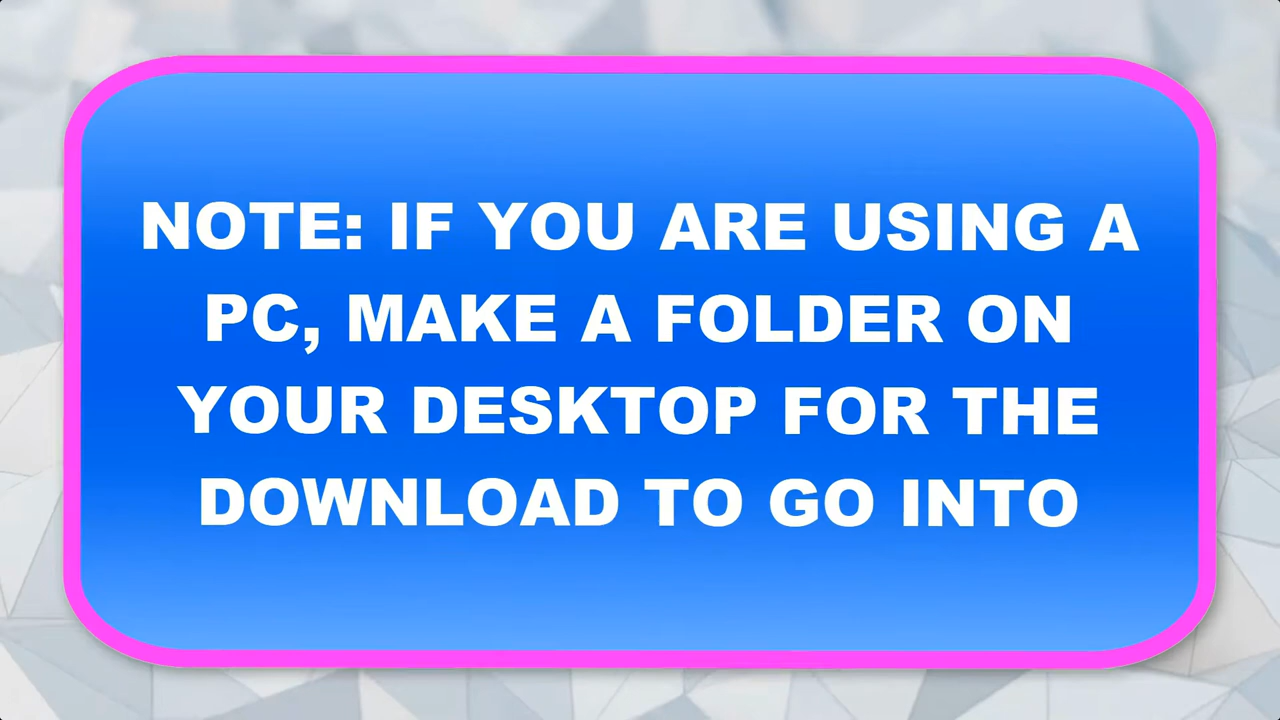 NOTE: IF YOU ARE USING A
PC, MAKE A FOLDER ON
YOUR DESKTOP FOR THE
DOWNLOAD TO GO INTO